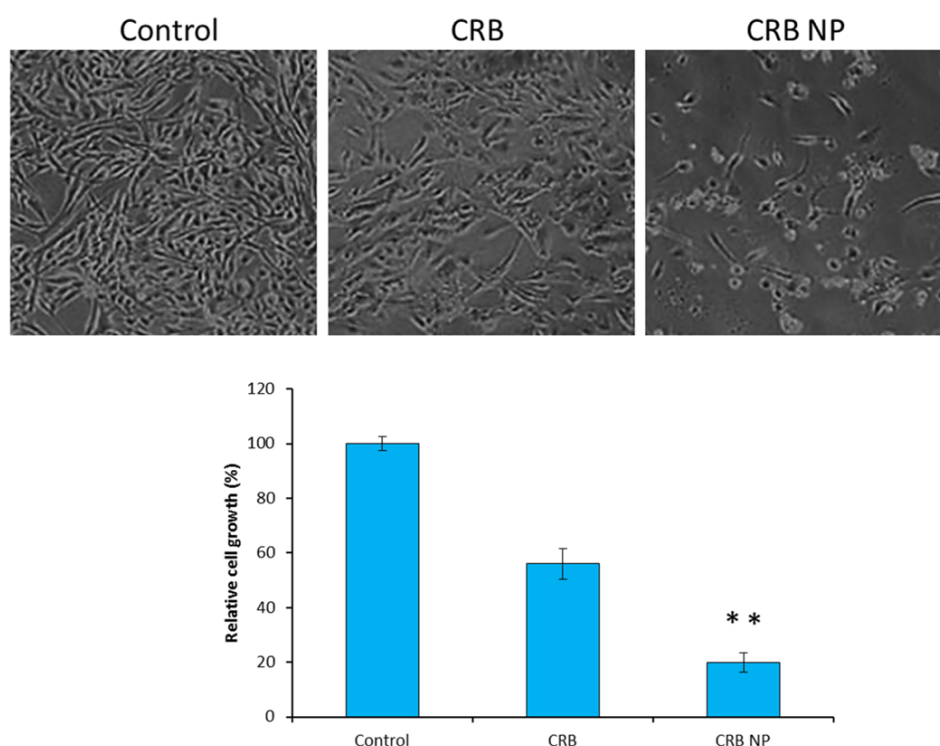 Control CRB CRB NP
120
100
80
60
40
20
0
Relative cell growth (%)
* *
Control CRB CRB NP